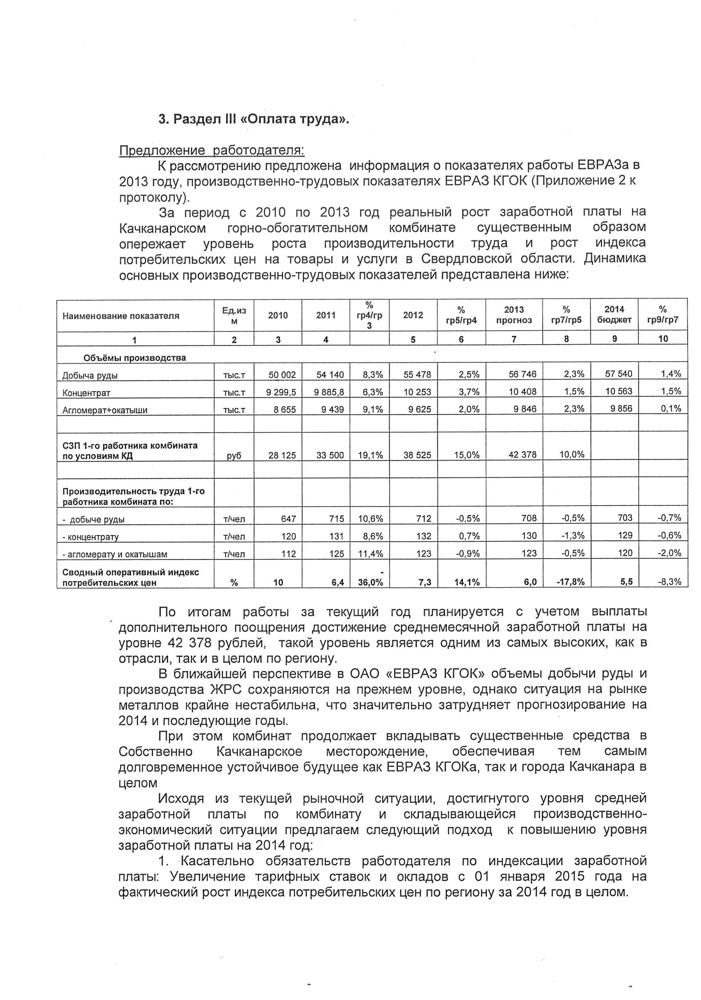 3. Раздел III «Оплата труда».
Предложение работодателя:
К рассмотрению предложена информация о показателях работы ЕВРАЗа в
2013 году, производственно-трудовых показателях ЕВРАЗ КГОК (Приложение 2 к
протоколу).
За период с 2010 по 2013 год реальный рост заработной платы на
Качканарском горно-обогатительном комбинате существенным образом
опережает уровень роста производительности труда и рост индекса
потребительских цен на товары и услуги в Свердловской области. Динамика
основных производственно-трудовых показателей представлена ниже:
Наименование показателя Ед.из м 2010 2011 % гр4/гр 3 2012 % гр5/гр4 2013 прогноз % гр7/гр5 2014 бюджет % гр9/гр7
1 2 3 4 5 6 7 8 9 10
Объёмы производства
Добыча руды тыс.т 50 002 54 140 8,3% 55 478 2,5% 56 746 2,3% 57 540 1,4%
Концентрат тыс.т 9 299,5 9 885,8 6,3% 10 253 3,7% 10 408 1,5% 10 563 1,5%
Агломерат+окатыши тыс.т 8 655 9 439 9,1% 9 625 2,0% 9 846 2,3% 9 856 0,1%
СЗП 1-го работника комбината
по условиям КД руб 28 125 33 500 19,1% 38 525 15,0% 42 378 10,0%
Производительность труда 1-го
работника комбината по:
- добыче руды т/чел 647 715 10,6% 712 -0,5% 708 -0,5% 703 -0,7%
- концентрату т/чел 120 131 8,6% 132 0,7% 130 -1,3% 129 -0,6%
- агломерату и окатышам т/чел 112 125 11,4% 123 -0,9% 123 -0,5% 120 -2,0%
Сводный оперативный индекс
потребительских цен % 10 6,4 - 36,0% 7,3 14,1% 6,0 -17,8% 5,5 -8,3%
По итогам работы за текущий год планируется с учетом выплаты
дополнительного поощрения достижение среднемесячной заработной платы на
уровне 42 378 рублей, такой уровень является одним из самых высоких, как в
отрасли, так и в целом по региону.
В ближайшей перспективе в ОАО «ЕВРАЗ КГОК» объемы добычи руды и
производства ЖРС сохраняются на прежнем уровне, однако ситуация на рынке
металлов крайне нестабильна, что значительно затрудняет прогнозирование на
2014 и последующие годы.
При этом комбинат продолжает вкладывать существенные средства в
Собственно Качканарское месторождение, обеспечивая тем самым
долговременное устойчивое будущее как ЕВРАЗ КГОКа, так и города Качканара в
целом
Исходя из текущей рыночной ситуации, достигнутого уровня средней
заработной платы по комбинату и складывающейся производственно-
экономический ситуации предлагаем следующий подход к повышению уровня
заработной платы на 2014 год:
1. Касательно обязательств работодателя по индексации заработной
платы: Увеличение тарифных ставок и окладов с 01 января 2015 года на
фактический рост индекса потребительских цен по региону за 2014 год в целом.